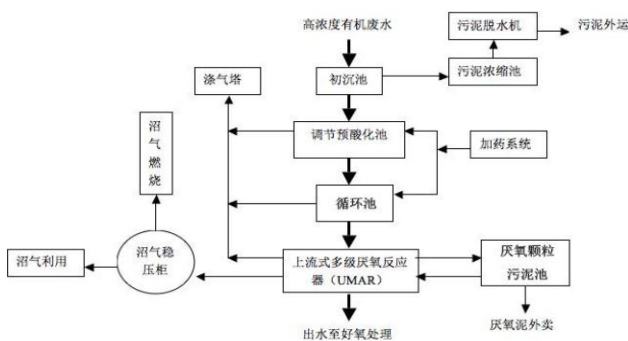 高浓度有机废水
污泥脱水机
污泥外运
涤气塔
初沉池
污泥浓缩池
沼
气
燃
烧
调节预酸化池
加药系统
循环池
沼气利用
沼气稳
压柜
上流式多级厌氧反应
器（UMAR）
厌氧颗粒
污泥池
出水至好氧处理
厌氧泥外卖